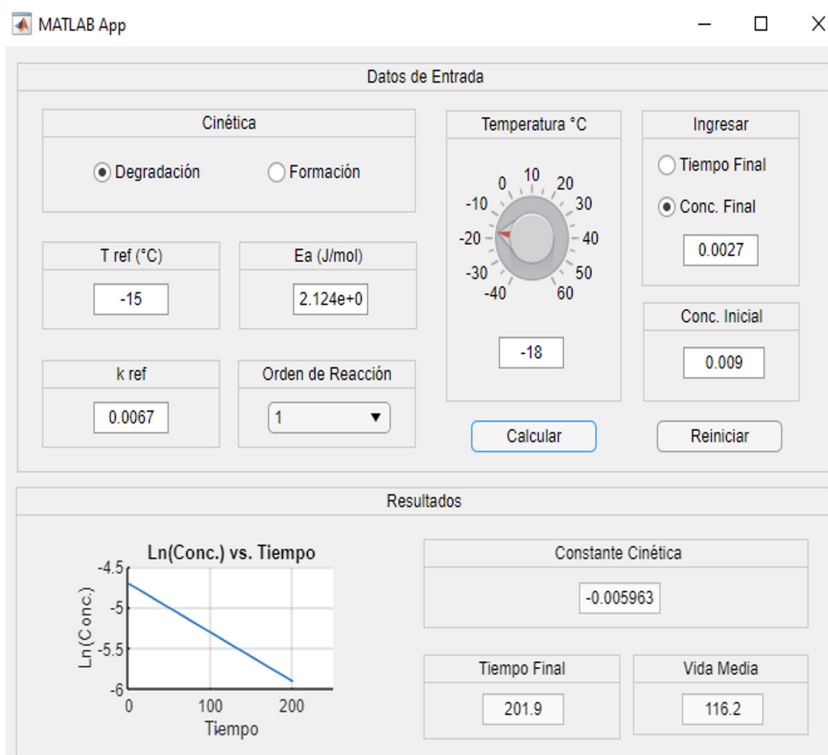 MATLAB App
Datos de Entrada
Cinética
Degradación
Formación
T ref (°C)
-15
Ea (J/mol)
2.124e+0
k ref
0.0067
Orden de Reacción
1
Temperatura °C
-40
-30
-20
-10
0
10
20
30
40
50
60
-18
Ingresar
Tiempo Final
Conc. Final
0.0027
Conc. Inicial
0.009
Calcular
Reiniciar
Resultados
Ln(Conc.) vs. Tiempo
Ln(Conc.)
-4.5
-5
-5.5
-6
0
100
200
Tiempo
Constante Cinética
-0.005963
Tiempo Final
201.9
Vida Media
116.2